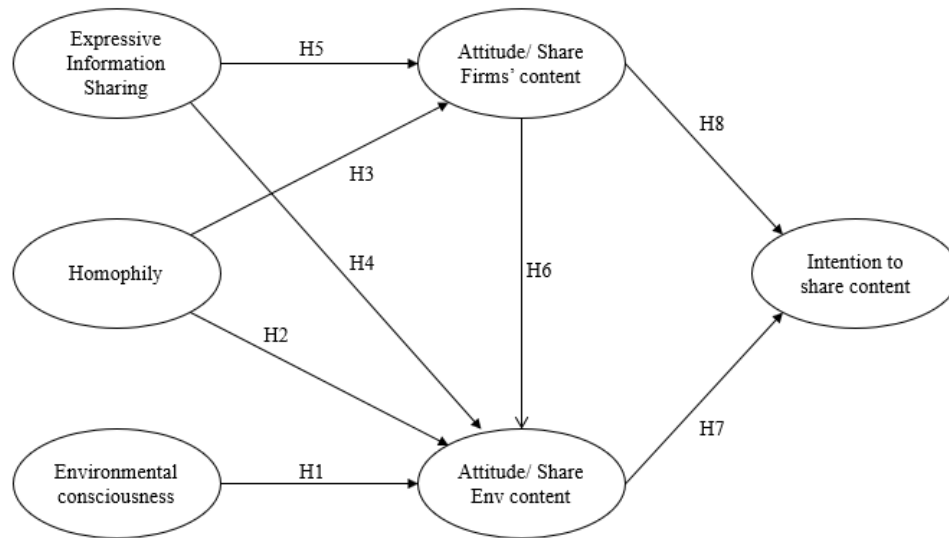 Expressive
Information
Sharing
H5
Attitude/ Share
Firms’ content
H8
H3
Homophily
H4
H6
Intention to
share content
H2
Environmental
consciousness
H1
Attitude/ Share
Env content
H7